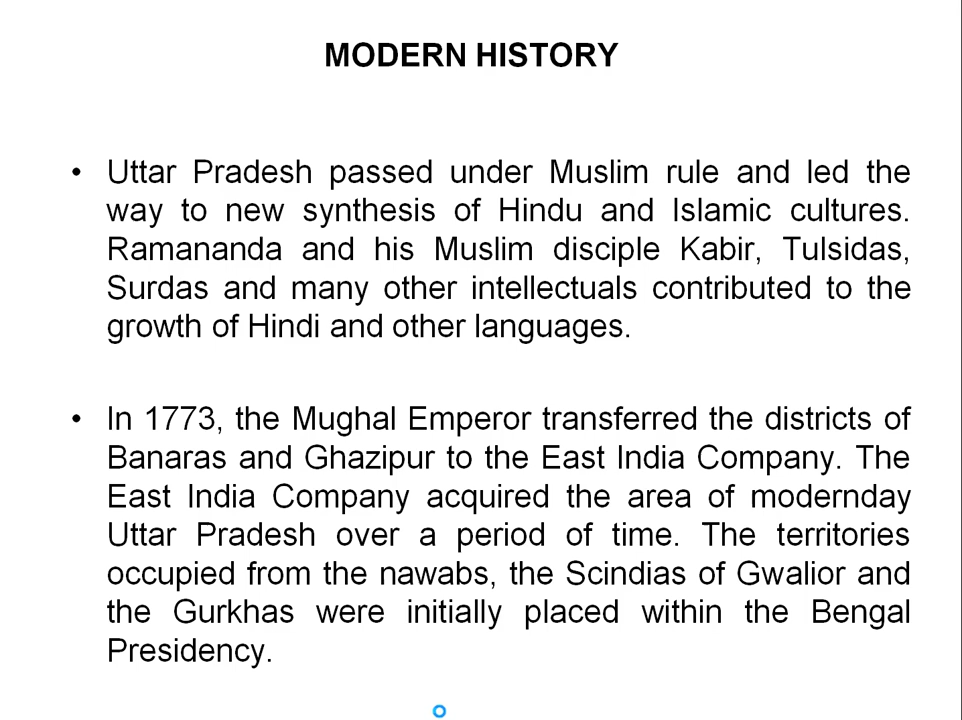 MODERN HISTORY
• Uttar Pradesh passed under Muslim rule and led the
way to new synthesis of Hindu and Islamic cultures.
Ramananda and his Muslim disciple Kabir, Tulsidas,
Surdas and many other intellectuals contributed to the
growth of Hindi and other languages.
• In 1773, the Mughal Emperor transferred the districts of
Banaras and Ghazipur to the East India Company. The
East India Company acquired the area of modernday
Uttar Pradesh over a period of time. The territories
occupied from the nawabs, the Scindias of Gwalior and
the Gurkhas were initially placed within the Bengal
Presidency.